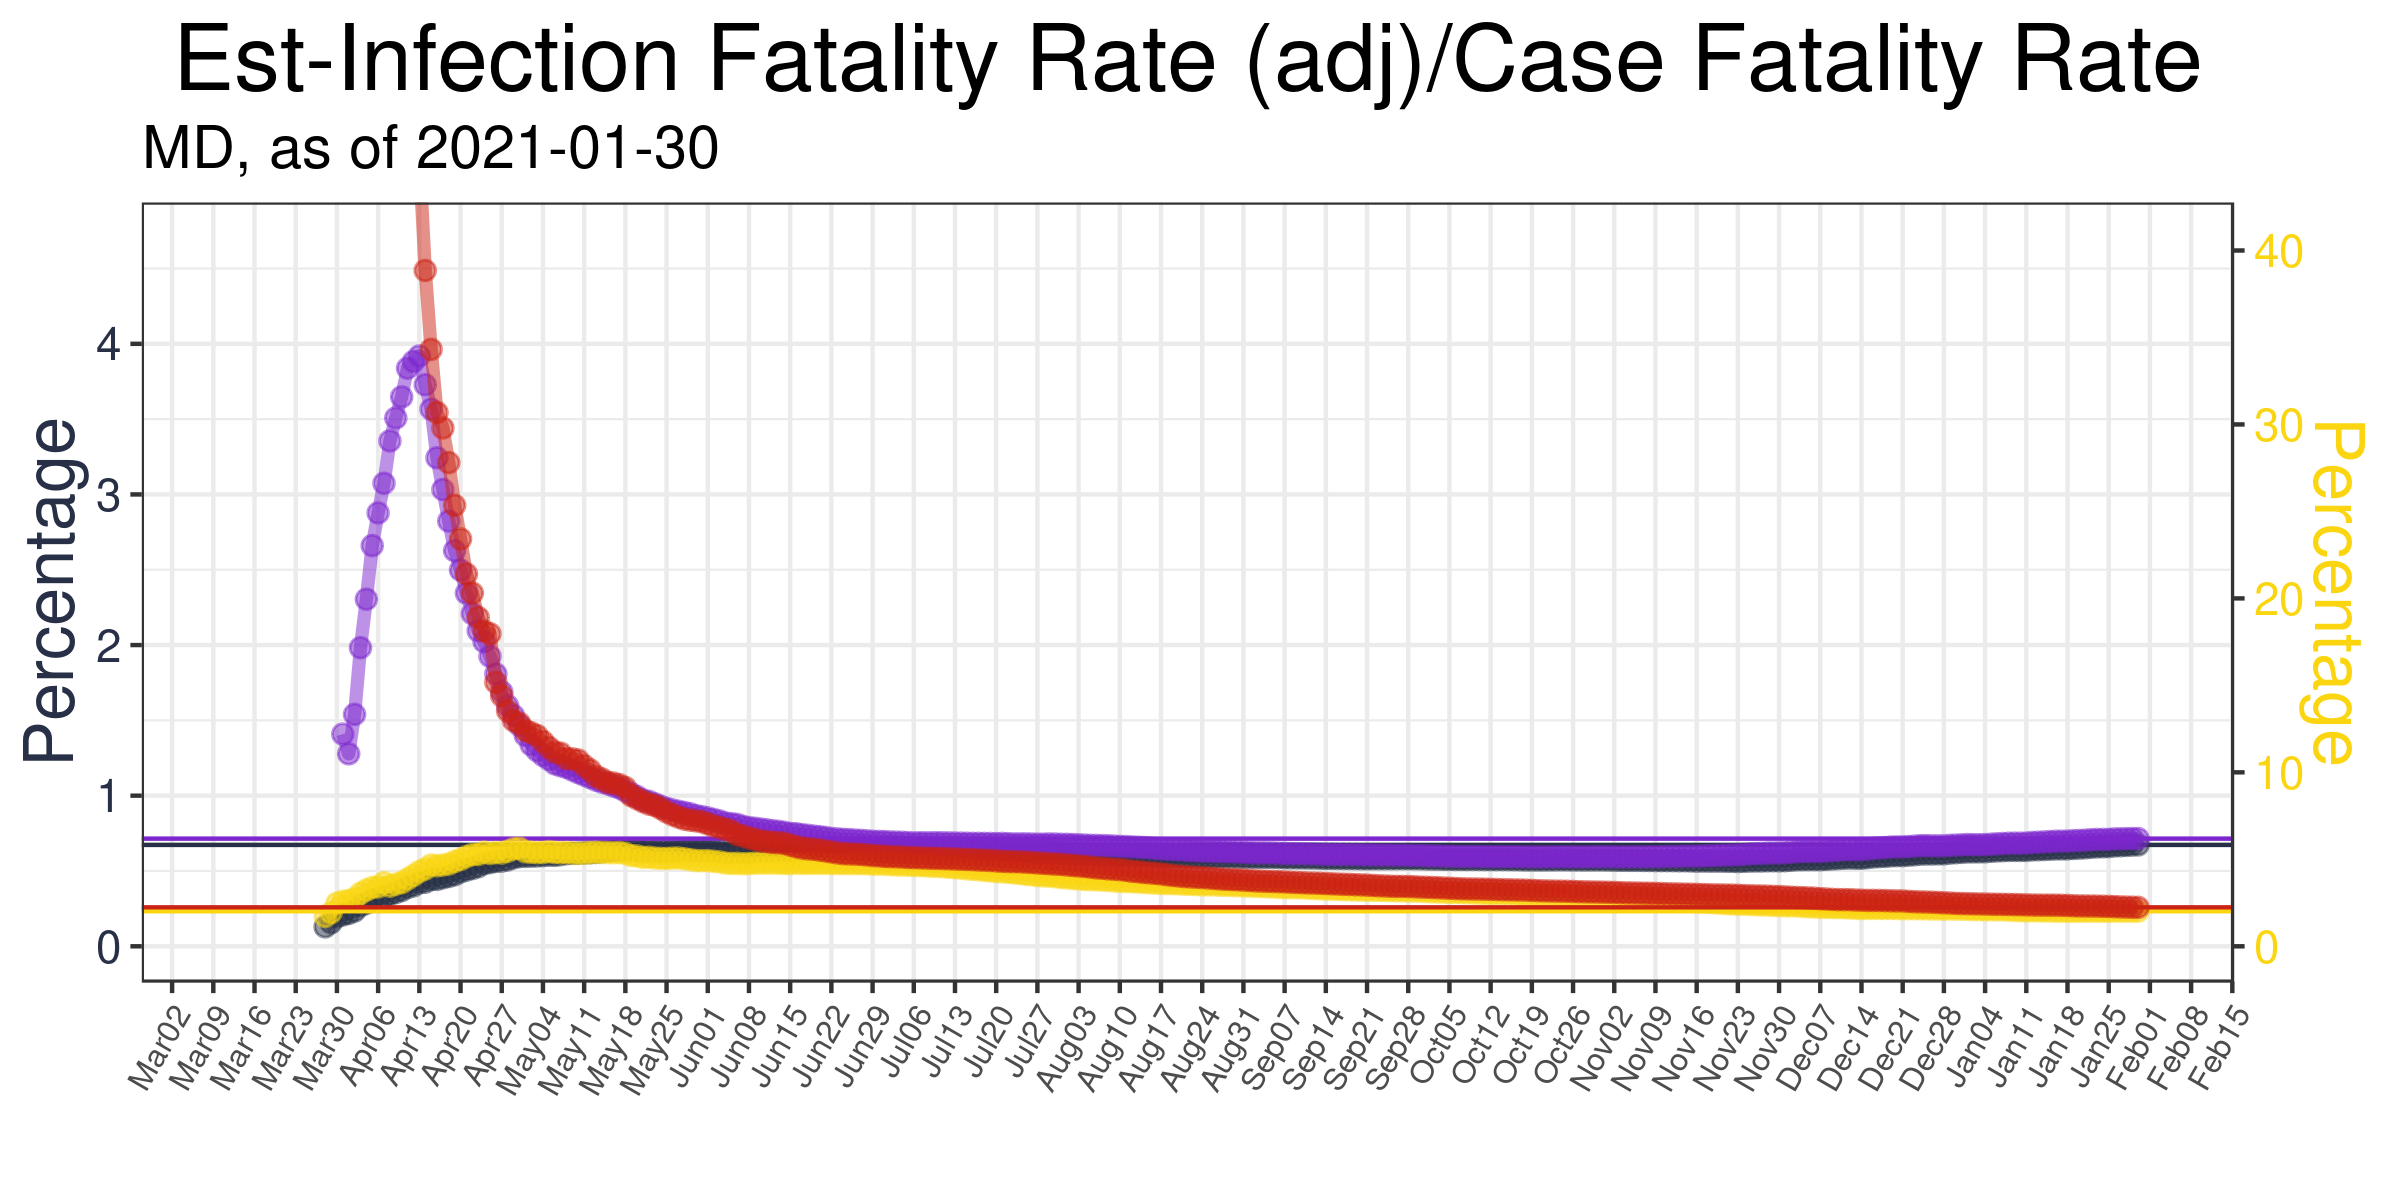 Est-Infection Fatality Rate (adj)/Case Fatality Rate
MD, as of 2021-01-30
Percentage
4
3
2
1
0
40
30
20
10
0
Percentage
Mar02
Mar09
Mar16
Mar23
Mar30
Apr06
Apr13
Apr20
Apr27
May04
May11
May18
May25
Jun01
Jun08
Jun15
Jun22
Jun29
Jul06
Jul13
Jul20
Jul27
Aug03
Aug10
Aug17
Aug24
Aug31
Sep07
Sep14
Sep21
Sep28
Oct05
Oct12
Oct19
Oct26
Nov02
Nov09
Nov16
Nov23
Nov30
Dec07
Dec14
Dec21
Dec28
Jan04
Jan11
Jan18
Jan25
Feb01
Feb08
Feb15